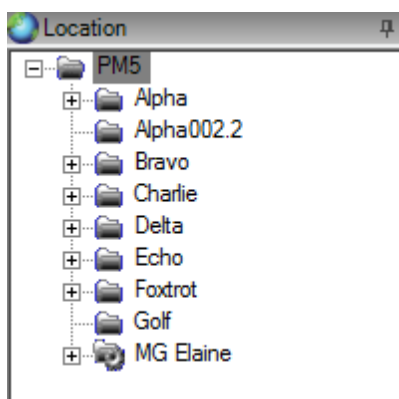 Location
PM5
Alpha
Alpha002.2
Bravo
Charlie
Delta
Echo
Foxtrot
Golf
MG Elaine